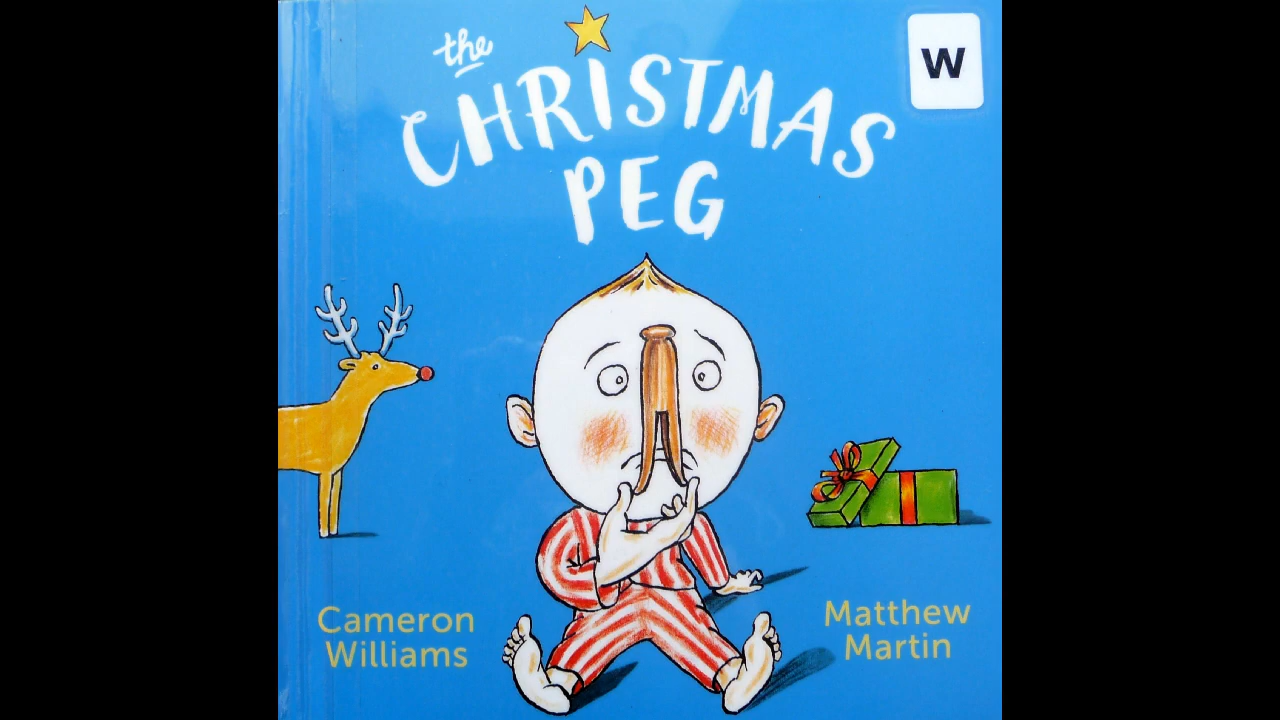 the
CHRISTMAS
PEG
W
Cameron
Williams
Matthew
Martin